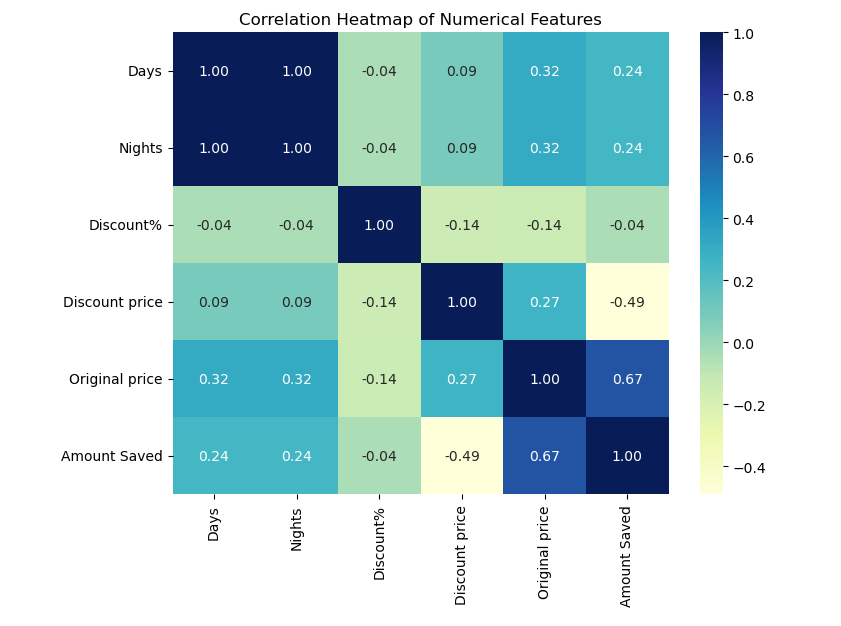 Correlation Heatmap of Numerical Features
Days 1.00 1.00 -0.04 0.09 0.32 0.24
Nights 1.00 1.00 -0.04 0.09 0.32 0.24
Discount% -0.04 -0.04 1.00 -0.14 -0.14 -0.04
Discount price 0.09 0.09 -0.14 1.00 0.27 -0.49
Original price 0.32 0.32 -0.14 0.27 1.00 0.67
Amount Saved 0.24 0.24 -0.04 -0.49 0.67 1.00
Days
Nights
Discount%
Discount price
Original price
Amount Saved
1.0
0.8
0.6
0.4
0.2
0.0
−0.2
−0.4